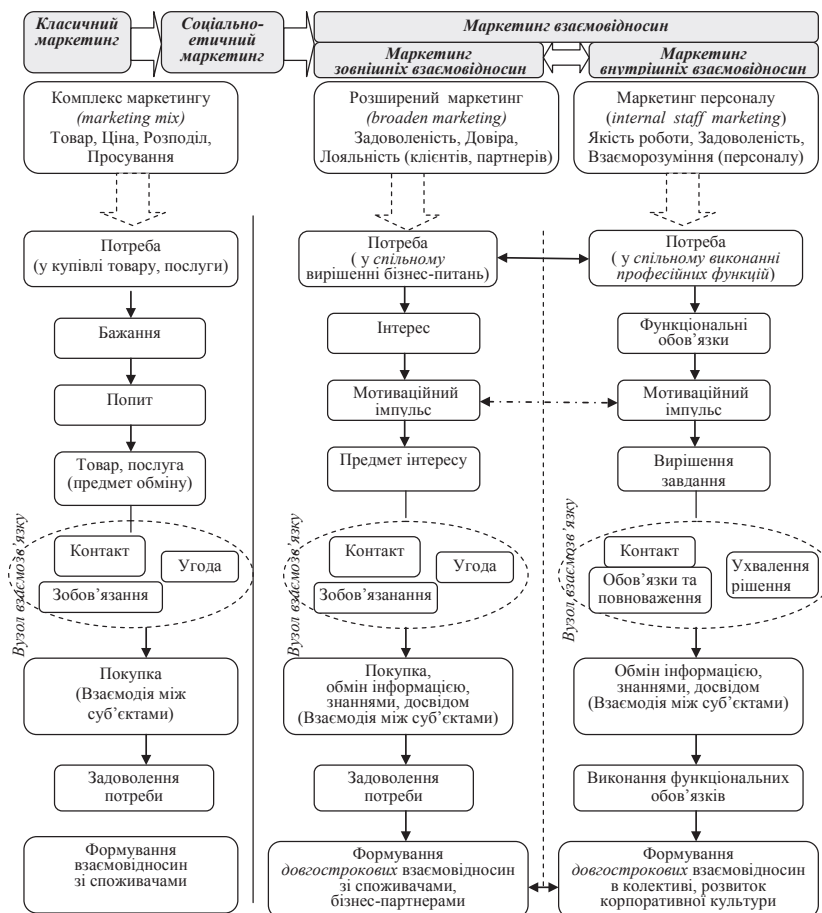 Класичний
маркетинг
Соціально-
етичний
маркетинг
Маркетинг взаємовідносин
Маркетинг
зовнішніх взаємовідносин
Маркетинг
внутрішніх взаємовідносин
Комплекс маркетингу
(marketing mix)
Товар, Ціна, Розподіл,
Просування
Розширений маркетинг
(broaden marketing)
Задоволеність, Довіра,
Лояльність (клієнтів, партнерів)
Маркетинг персоналу
(internal staff marketing)
Якість роботи, Задоволеність,
Взаєморозуміння (персоналу)
Потреба
(у купівлі товару, послуги)
Бажання
Попит
Товар, послуга
(предмет обміну)
Вузол взаємозв’язку
Контакт
Угода
Зобов’язання
Покупка
(Взаємодія між
суб’єктами)
Задоволення
потреби
Формування
взаємовідносин
зі споживачами
Потреба
( у спільному
вирішенні бізнес-питань)
Інтерес
Мотиваційний
імпульс
Предмет інтересу
Вузол взаємозв’язку
Контакт
Угода
Зобов’язанання
Покупка,
обмін інформацією,
знаннями, досвідом
(Взаємодія між суб’єктами)
Задоволення
потреби
Формування
довгострокових взаємовідносин
зі споживачами,
бізнес-партнерами
Потреба
( у спільному виконанні
професійних функцій)
Функціональні
обов’язки
Мотиваційний
імпульс
Вирішення
завдання
Вузол взаємозв’язку
Контакт
Обов’язки та
повноваження
Ухвалення
рішення
Обмін інформацією,
знаннями, досвідом
(Взаємодія між суб’єктами)
Виконання функціональних
обов’язків
Формування
довгострокових взаємовідносин
в колективі, розвиток
корпоративної культури